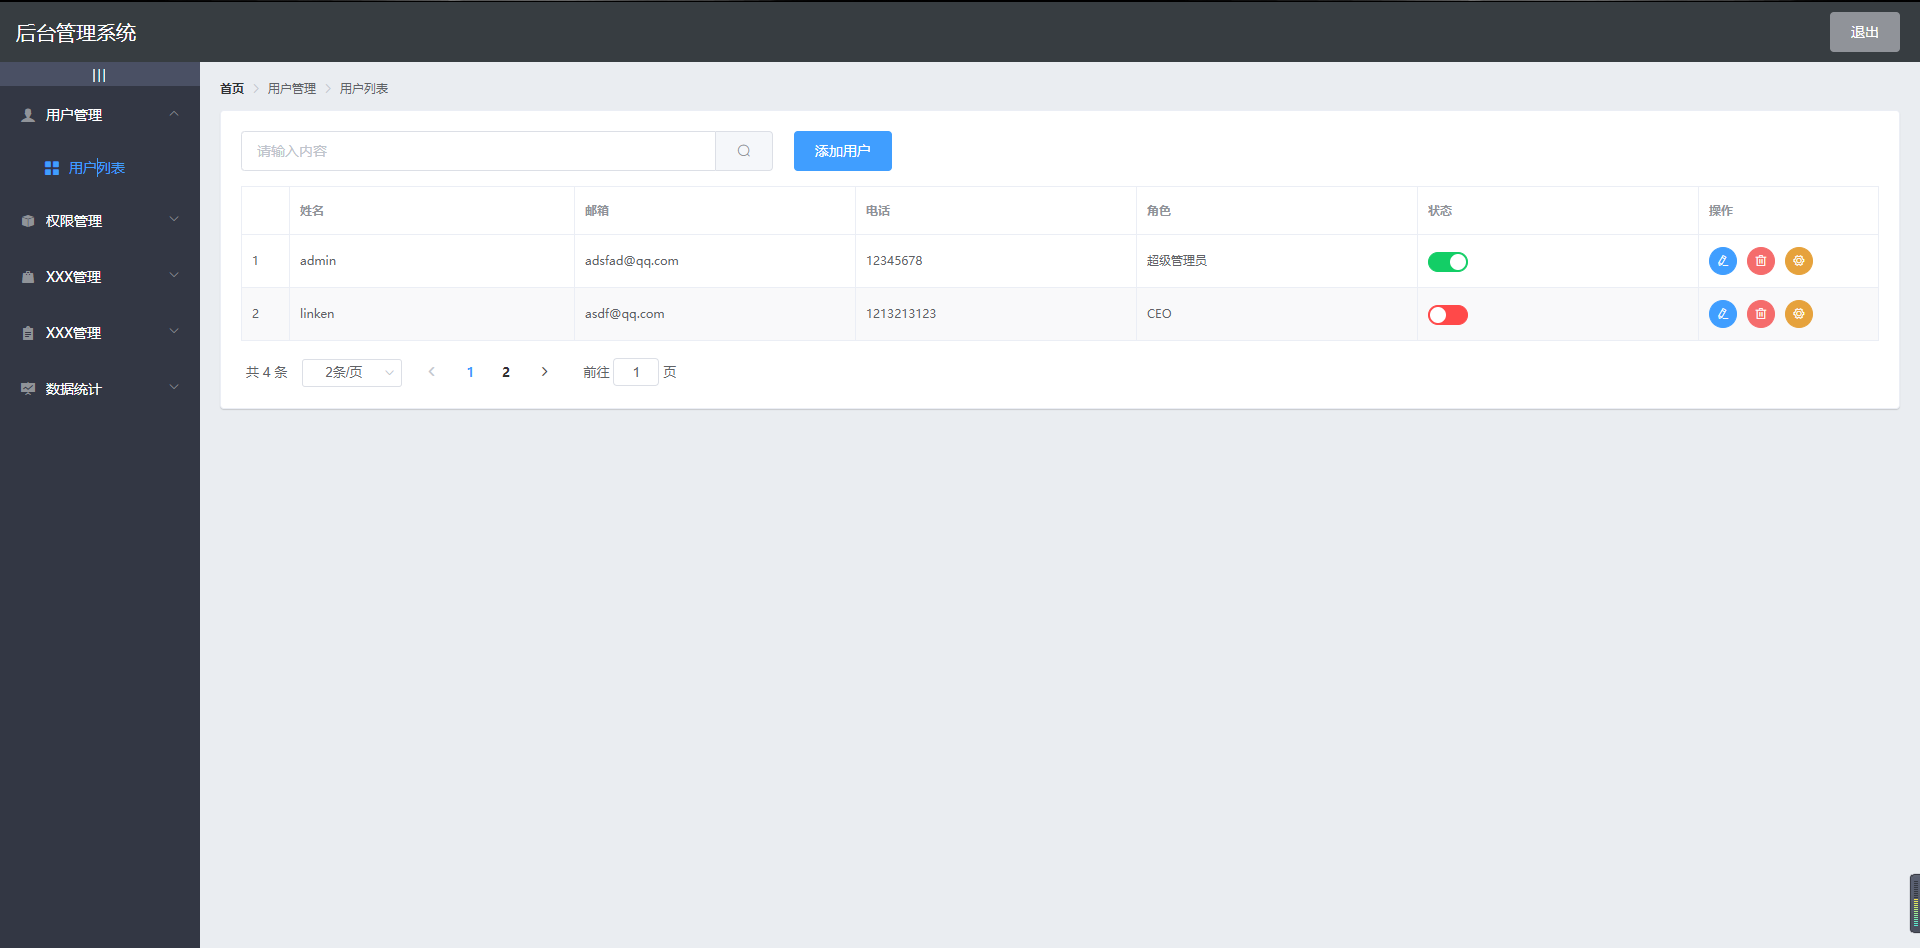 后台管理系统
退出
|||
用户管理
用户列表
权限管理
XXX管理
XXX管理
数据统计
首页 用户管理 用户列表
请输入内容 添加用户
姓名 邮箱 电话 角色 状态 操作
1 admin adsfad@qq.com 12345678 超级管理员
2 linken asdf@qq.com 1213213123 CEO
共 4 条 2条/页 1 2 前往 1 页